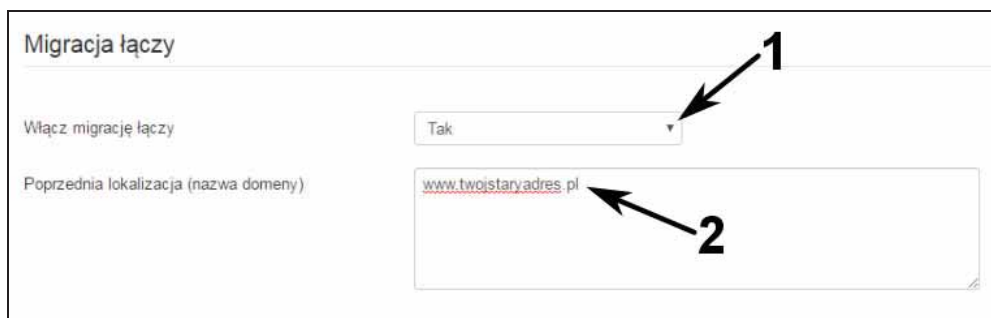 Migracja łączy
1
Włącz migrację łączy
Tak
Poprzednia lokalizacja (nazwa domeny)
www.twojstaryadres.pl
2